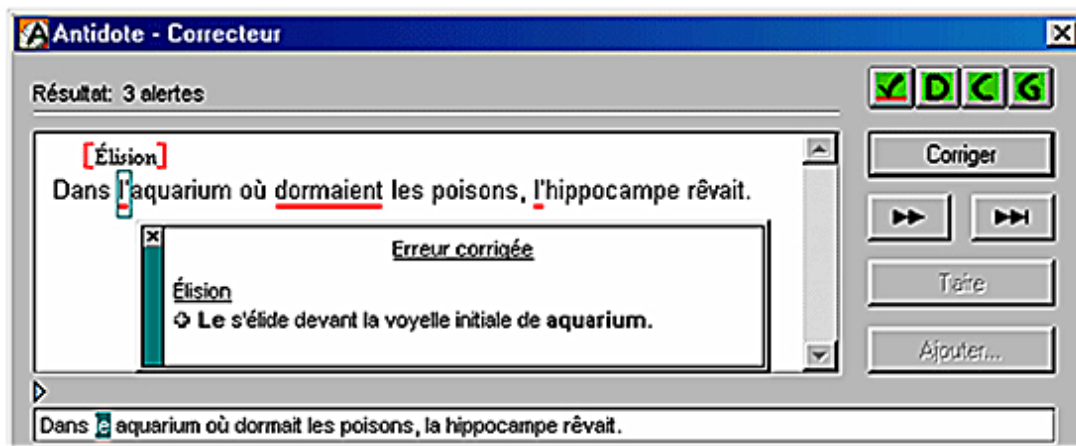 Antidote - Correcteur
Résultat: 3 alertes
D C G
[Élision]
Dans l'aquarium où dormaient les poisons, l'hippocampe rêvait.
Erreur corrigée
Élision
Le s'élide devant la voyelle initiale de aquarium.
Corriger
Taire
Ajouter...
Dans le aquarium où dormait les poisons, la hippocampe rêvait.